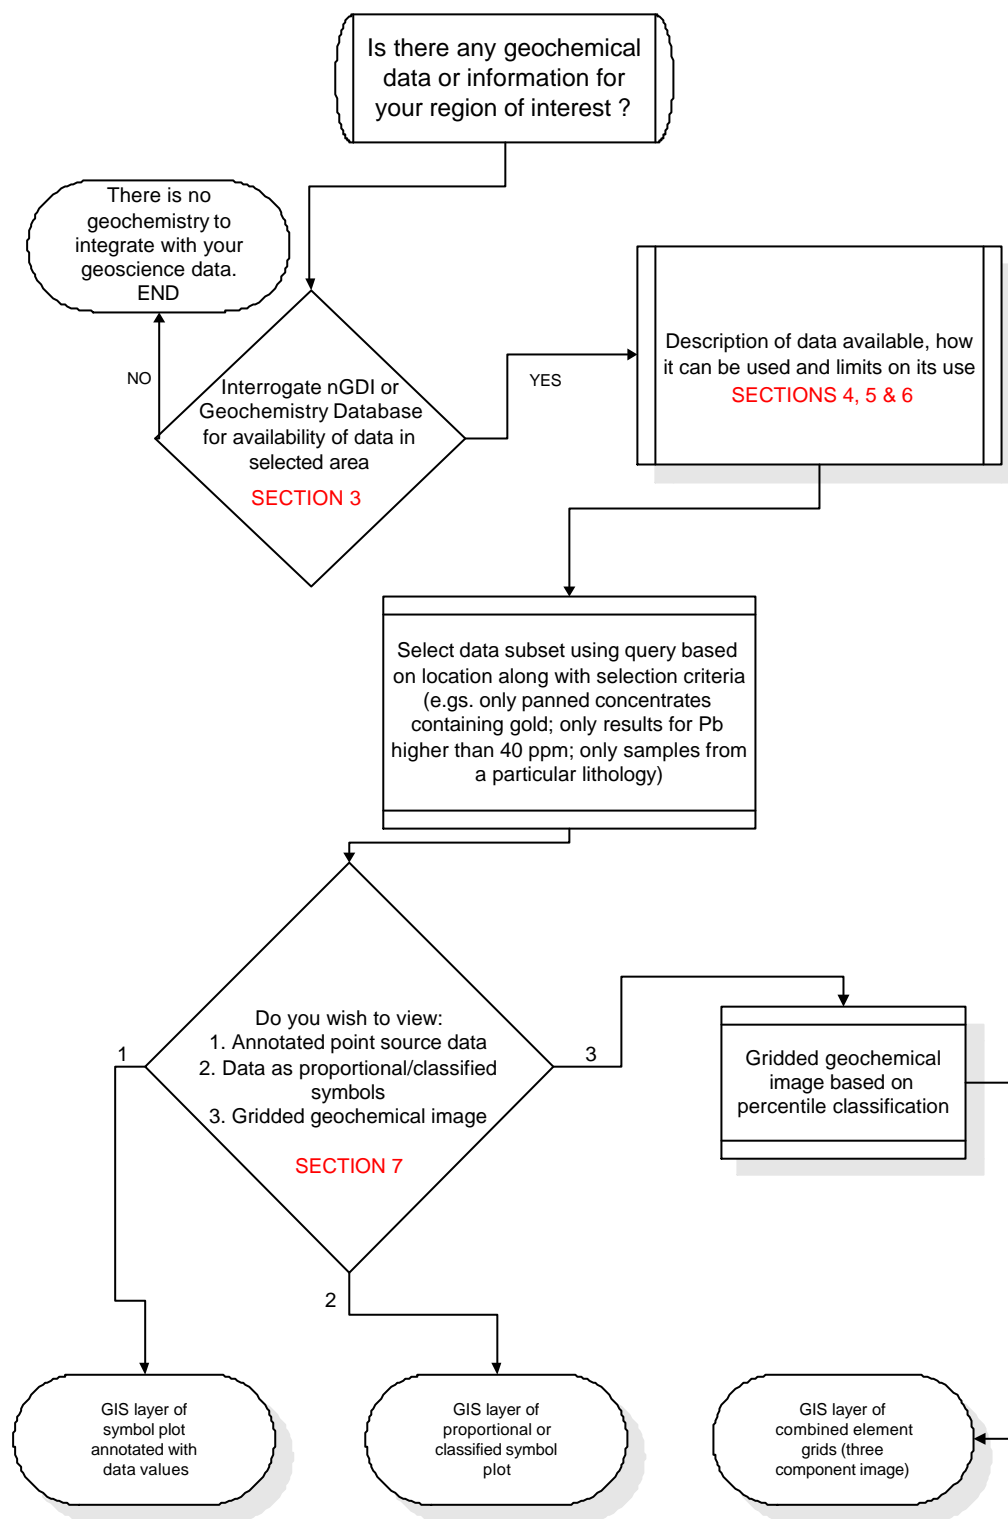 Is there any geochemical
data or information for
your region of interest ?
There is no
geochemistry to
integrate with your
geoscience data.
END
NO
Interrogate nGDI or
Geochemistry Database
for availability of data in
selected area
SECTION 3
YES
Description of data available, how
it can be used and limits on its use
SECTIONS 4, 5 & 6
Select data subset using query based
on location along with selection criteria
(e.gs. only panned concentrates
containing gold; only results for Pb
higher than 40 ppm; only samples from
a particular lithology)
Do you wish to view:
1. Annotated point source data
2. Data as proportional/classified
symbols
3. Gridded geochemical image
SECTION 7
1
3
2
Gridded geochemical
image based on
percentile classification
GIS layer of
symbol plot
annotated with
data values
GIS layer of
proportional or
classified symbol
plot
GIS layer of
combined element
grids (three
component image)